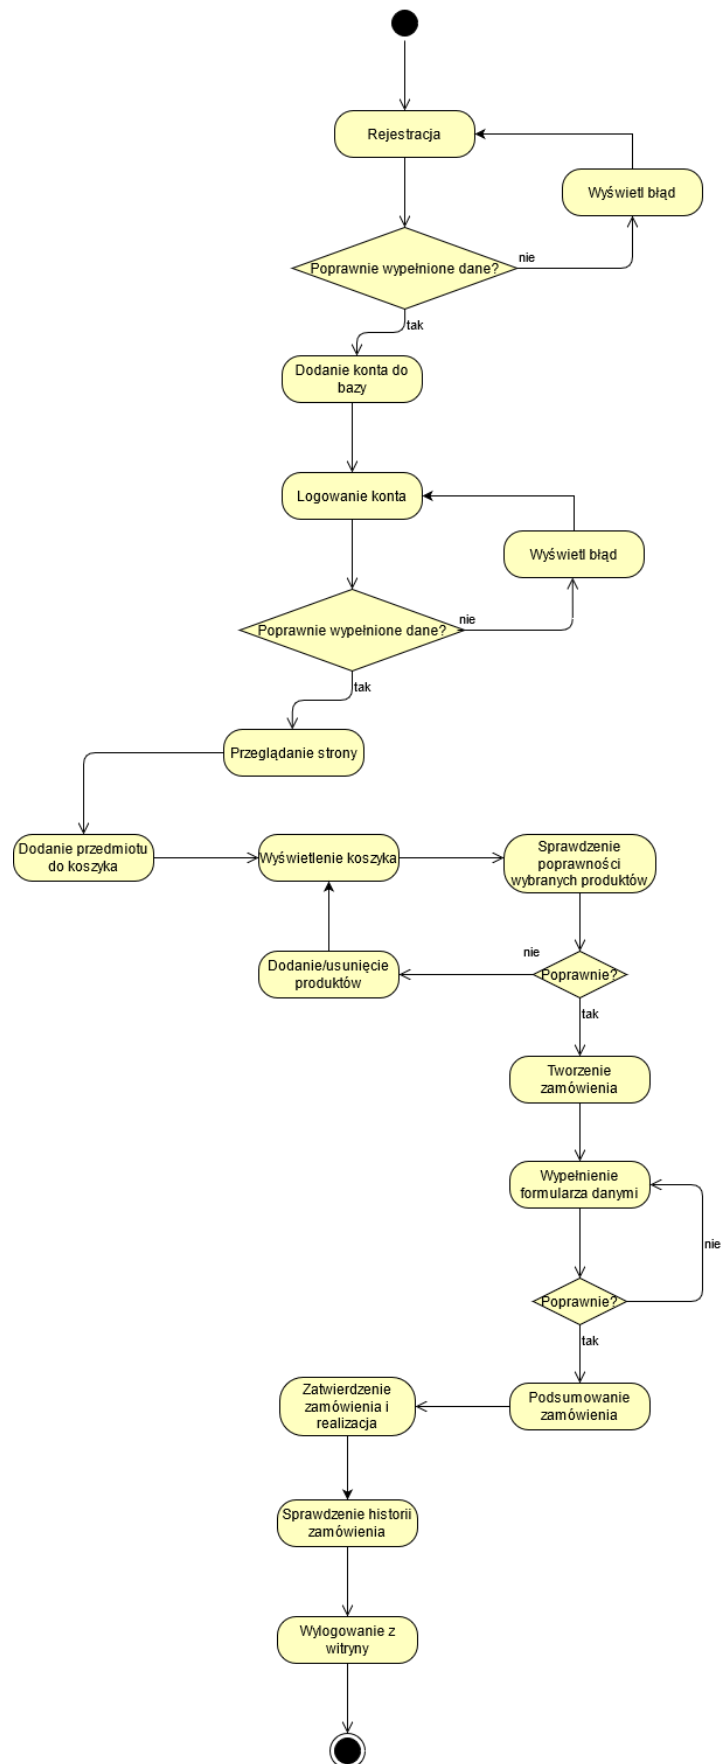 Rejestracja
Wyświetl błąd
Poprawnie wypełnione dane?
nie
tak
Dodanie konta do
bazy
Logowanie konta
Wyświetl błąd
Poprawnie wypełnione dane?
nie
tak
Przeglądanie strony
Dodanie przedmiotu
do koszyka
Wyświetlenie koszyka
Sprawdzenie
poprawności
wybranych produktów
nie
Dodanie/usunięcie
produktów
Poprawnie?
tak
Tworzenie
zamówienia
Wypełnienie
formularza danymi
nie
Poprawnie?
tak
Zatwierdzenie
zamówienia i
realizacja
Podsumowanie
zamówienia
Sprawdzenie historii
zamówienia
Wylogowanie z
witryny